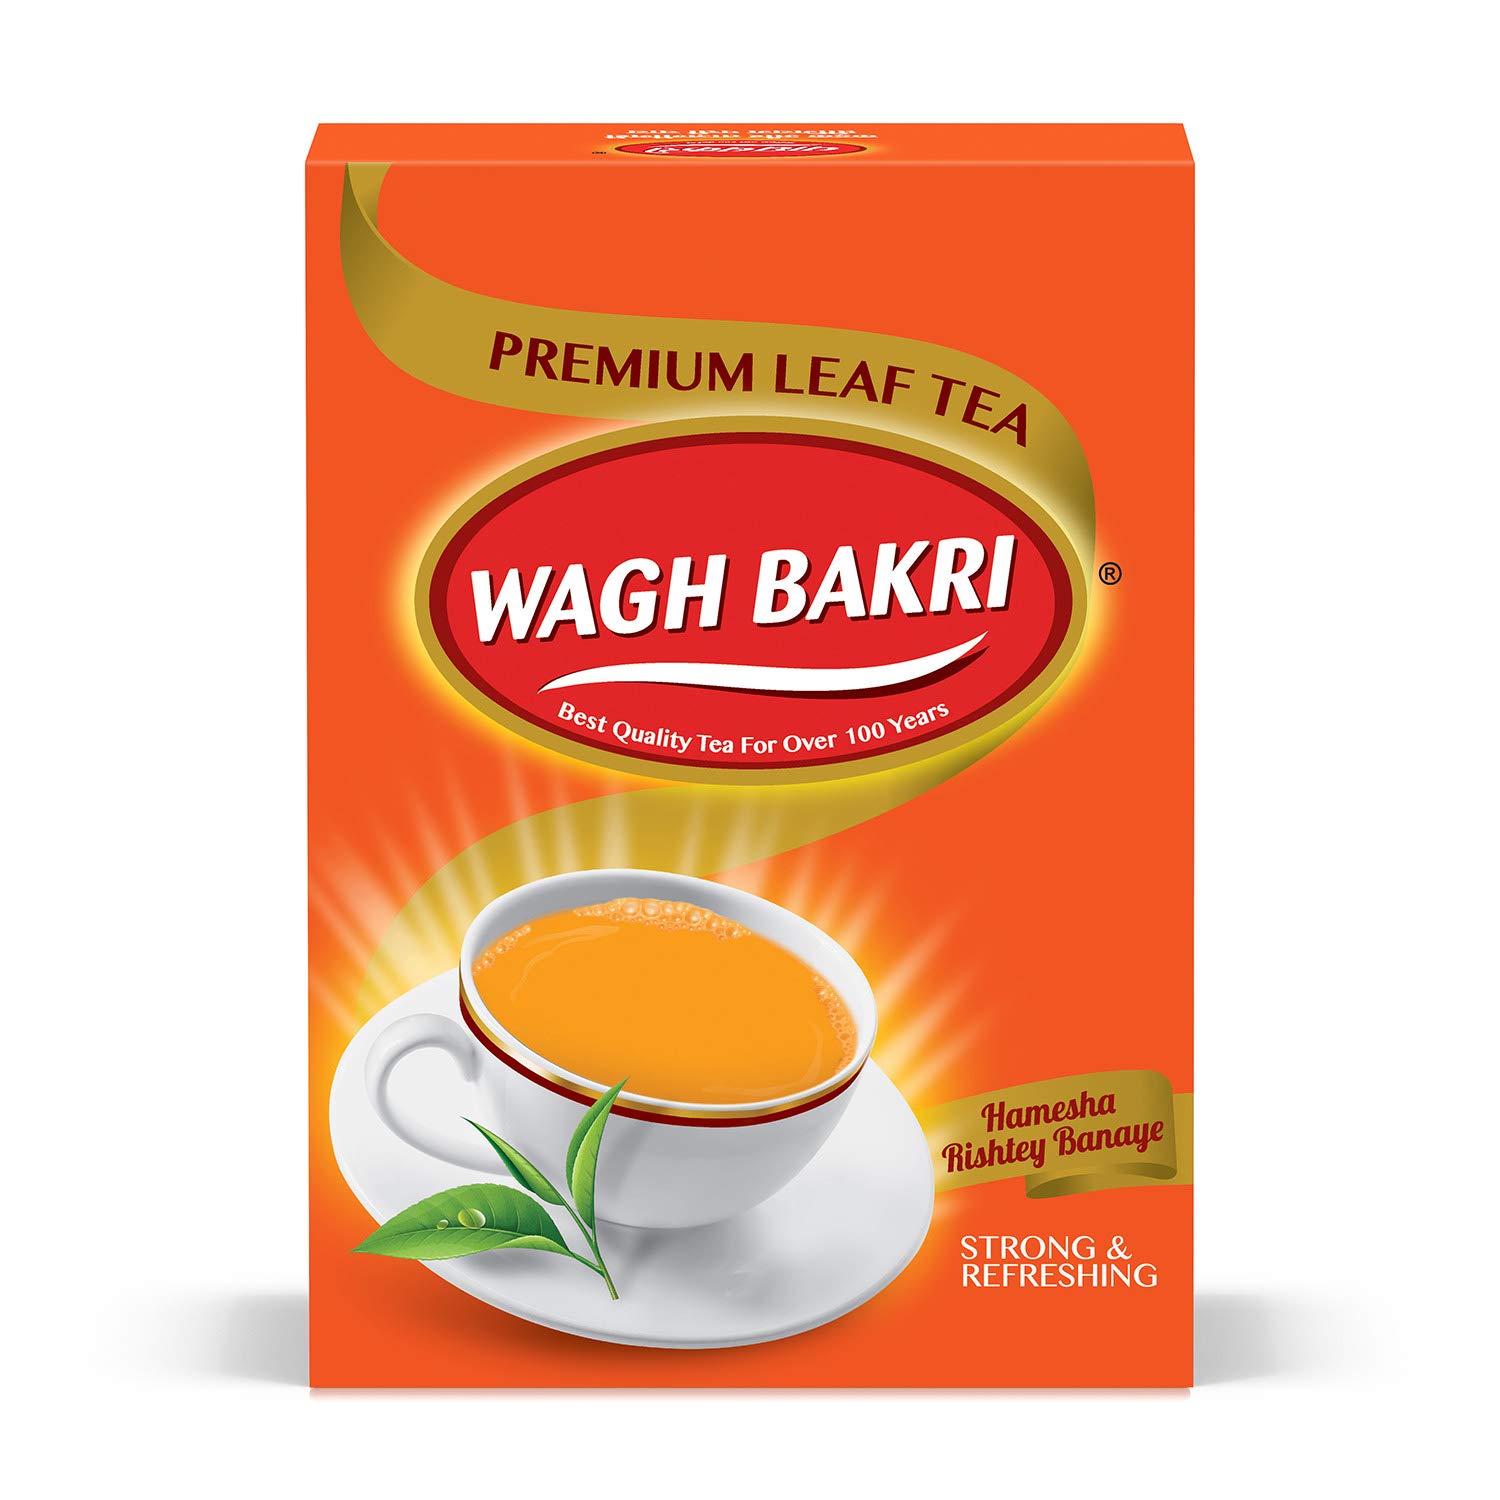 PREMIUM LEAF TEA
WAGH BAKRI
®
Best Quality Tea For Over 100 Years
Hamesha
Rishtey Banaye
STRONG &
REFRESHING